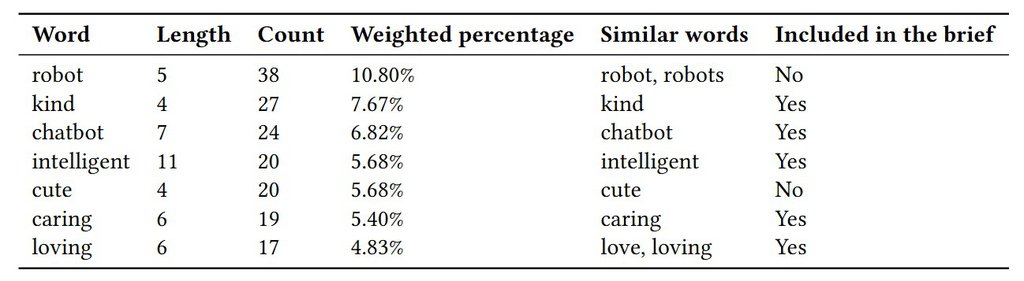 Word Length Count Weighted percentage Similar words Included in the brief
robot 5 38 10.80% robot, robots No
kind 4 27 7.67% kind Yes
chatbot 7 24 6.82% chatbot Yes
intelligent 11 20 5.68% intelligent Yes
cute 4 20 5.68% cute No
caring 6 19 5.40% caring Yes
loving 6 17 4.83% love, loving Yes